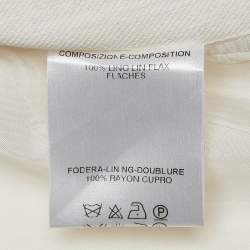 COMPOSIZIONE-COMPOSITION
100% LINO LIN FLAX
FLACHES
FODERA-LIN NG-DOUBLURE
100% RAYON CUPRO